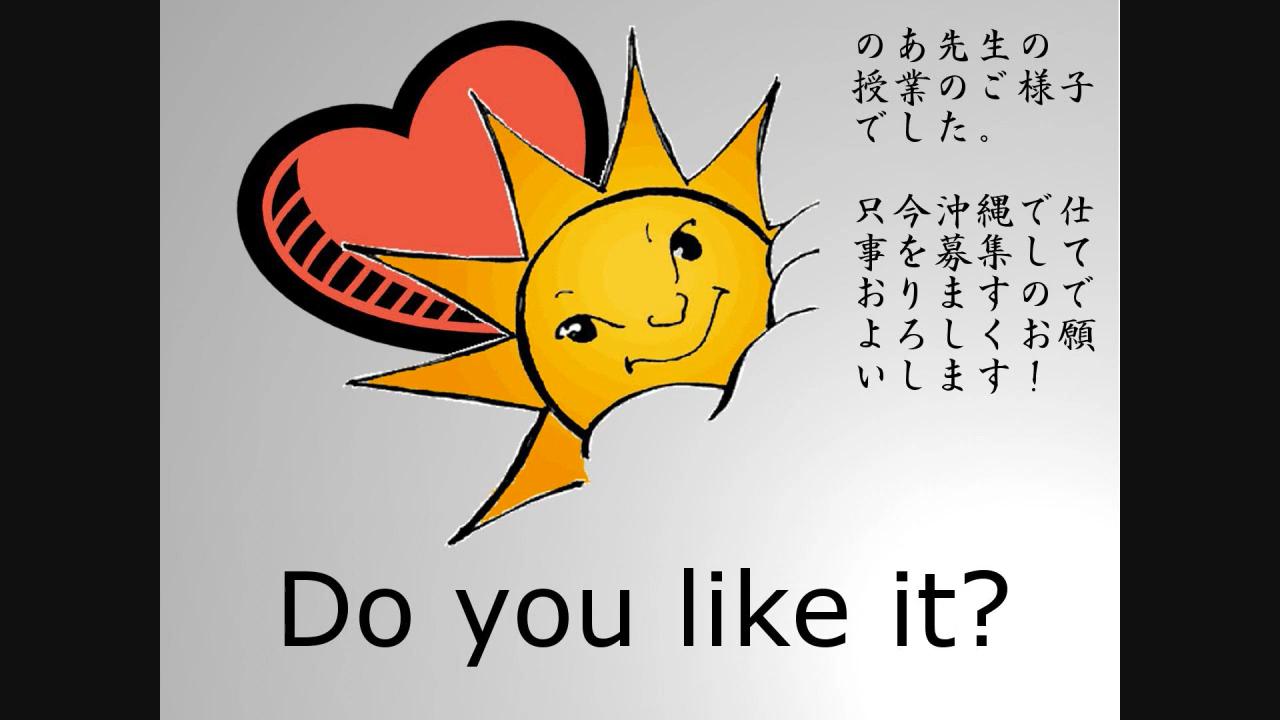 のあ先生の
授業のご様子
でした。
只今沖縄で仕
事を募集して
おりますので
よろしくお願
いします!
Do you like it?